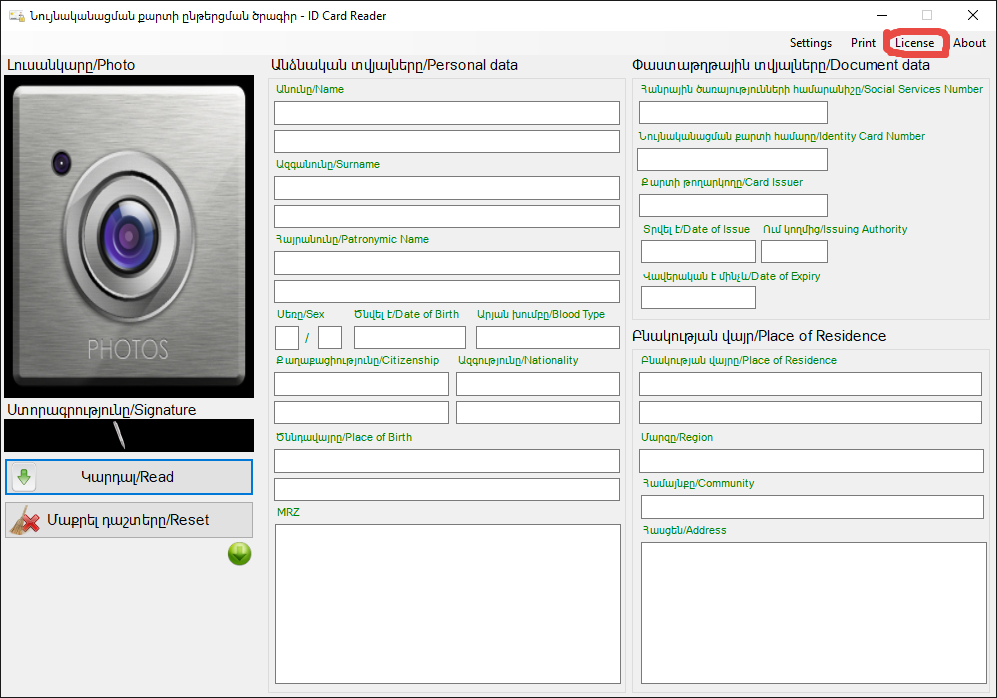 Նույնականացման քարտի ընթերցման ծրագիր - ID Card Reader
Settings Print License About
Լուսանկարը/Photo
PHOTOS
Ստորագրությունը/Signature
Կարդալ/Read
Մաքրել դաշտերը/Reset
Անձնական տվյալները/Personal data
Անունը/Name
Ազգանունը/Surname
Հայրանունը/Patronymic Name
Սեռը/Sex Ծնվել է/Date of Birth Արյան խումբը/Blood Type
/
Քաղաքացիությունը/Citizenship Ազգությունը/Nationality
Ծննդավայրը/Place of Birth
MRZ
Փաստաթղթային տվյալները/Document data
Հանրային ծառայությունների համարանիշը/Social Services Number
Նույնականացման քարտի համարը/Identity Card Number
Քարտի թողարկողը/Card Issuer
Տրվել է/Date of Issue Ում կողմից/Issuing Authority
Վավերական է մինչև/Date of Expiry
Բնակության վայր/Place of Residence
Բնակության վայրը/Place of Residence
Մարզը/Region
Համայնքը/Community
Հասցեն/Address